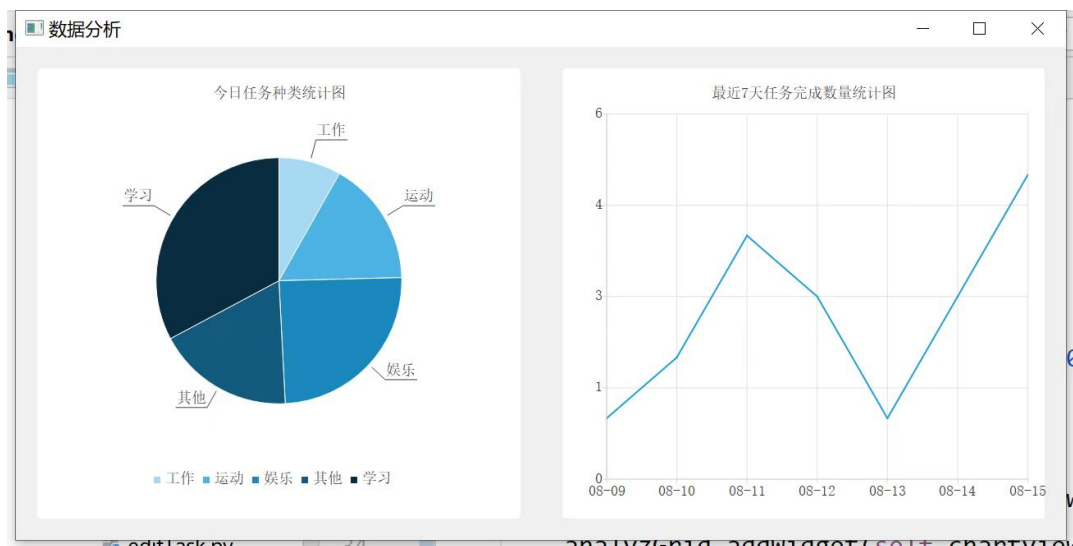 数据分析
今日任务种类统计图
工作
运动
学习
娱乐
其他
工作 运动 娱乐 其他 学习
最近7天任务完成数量统计图
6
4
3
1
0
08-09 08-10 08-11 08-12 08-13 08-14 08-15
editTask.py
34